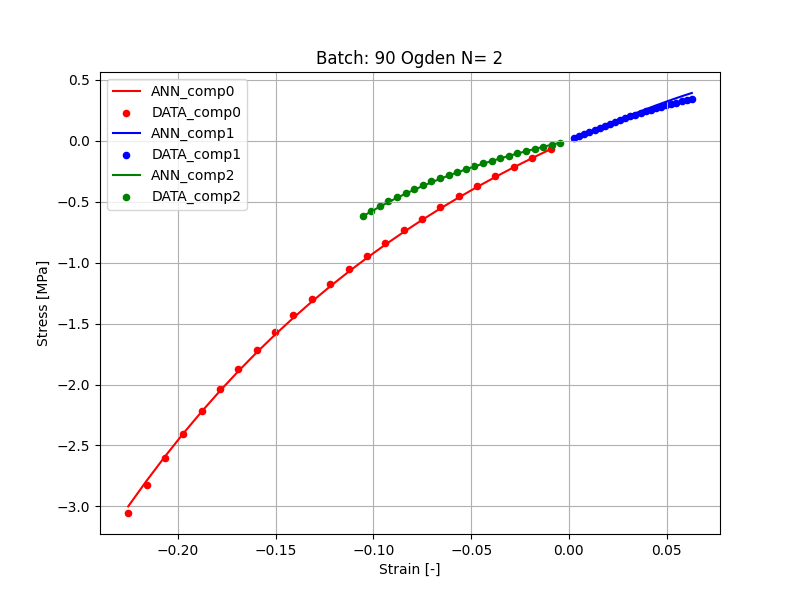 Batch: 90 Ogden N= 2
ANN_comp0
DATA_comp0
ANN_comp1
DATA_comp1
ANN_comp2
DATA_comp2
Stress [MPa]
0.5
0.0
−0.5
−1.0
−1.5
−2.0
−2.5
−3.0
−0.20
−0.15
−0.10
−0.05
0.00
0.05
Strain [-]